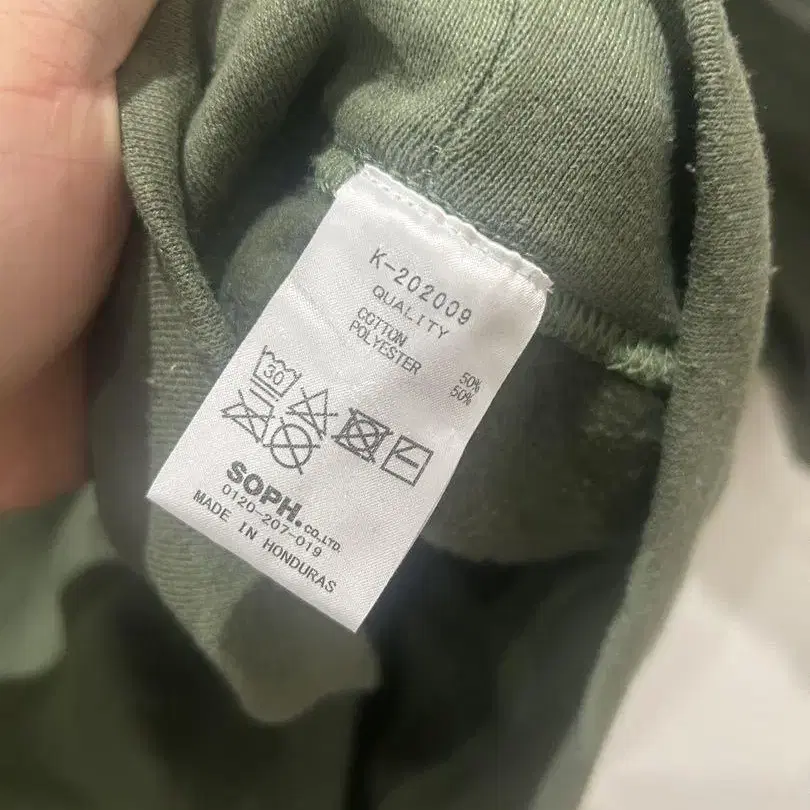 K-202009
QUALITY
COTTON 50%
POLYESTER 50%
30
SOPH. CO.,LTD.
0120-207-019
MADE IN HONDURAS